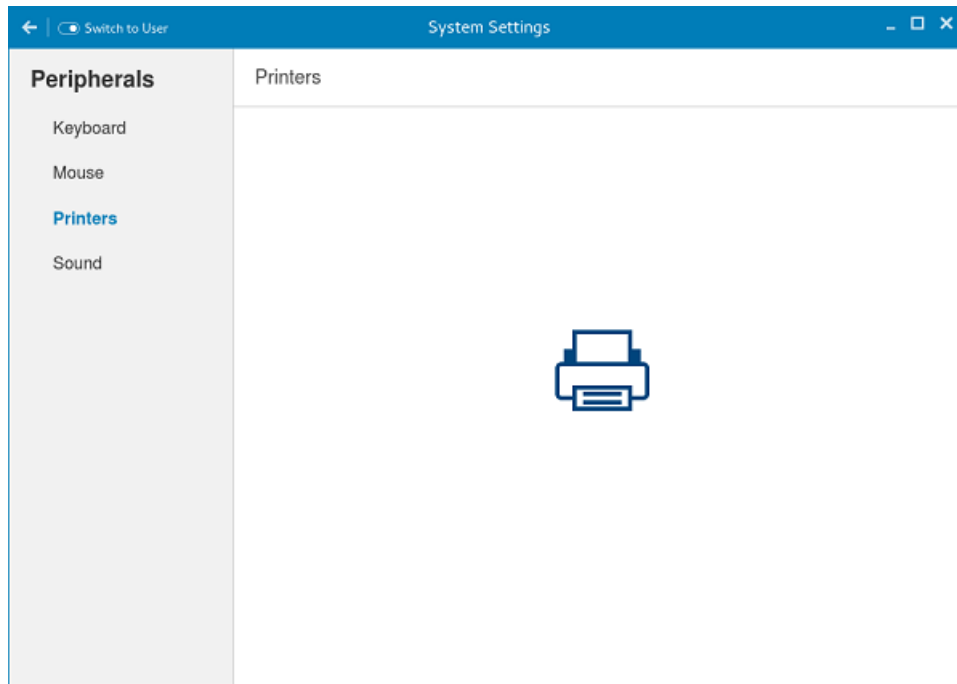 Switch to User
System Settings
Peripherals
Printers
Keyboard
Mouse
Printers
Sound